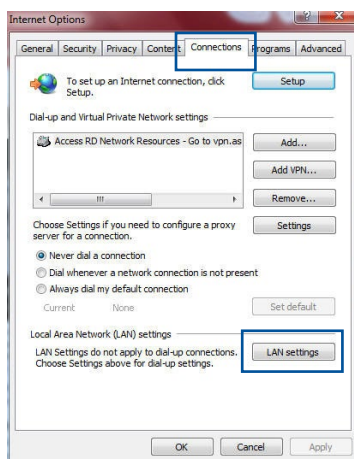 Internet Options
General Security Privacy Content Connections Programs Advanced
To set up an Internet connection, click
Setup.
Setup
Dial-up and Virtual Private Network settings
Access RD Network Resources - Go to vpn.as
Add...
Add VPN...
Remove...
Choose Settings if you need to configure a proxy
server for a connection.
Settings
Never dial a connection
Dial whenever a network connection is not present
Always dial my default connection
Current None
Set default
Local Area Network (LAN) settings
LAN Settings do not apply to dial-up connections.
Choose Settings above for dial-up settings.
LAN settings
OK Cancel Apply